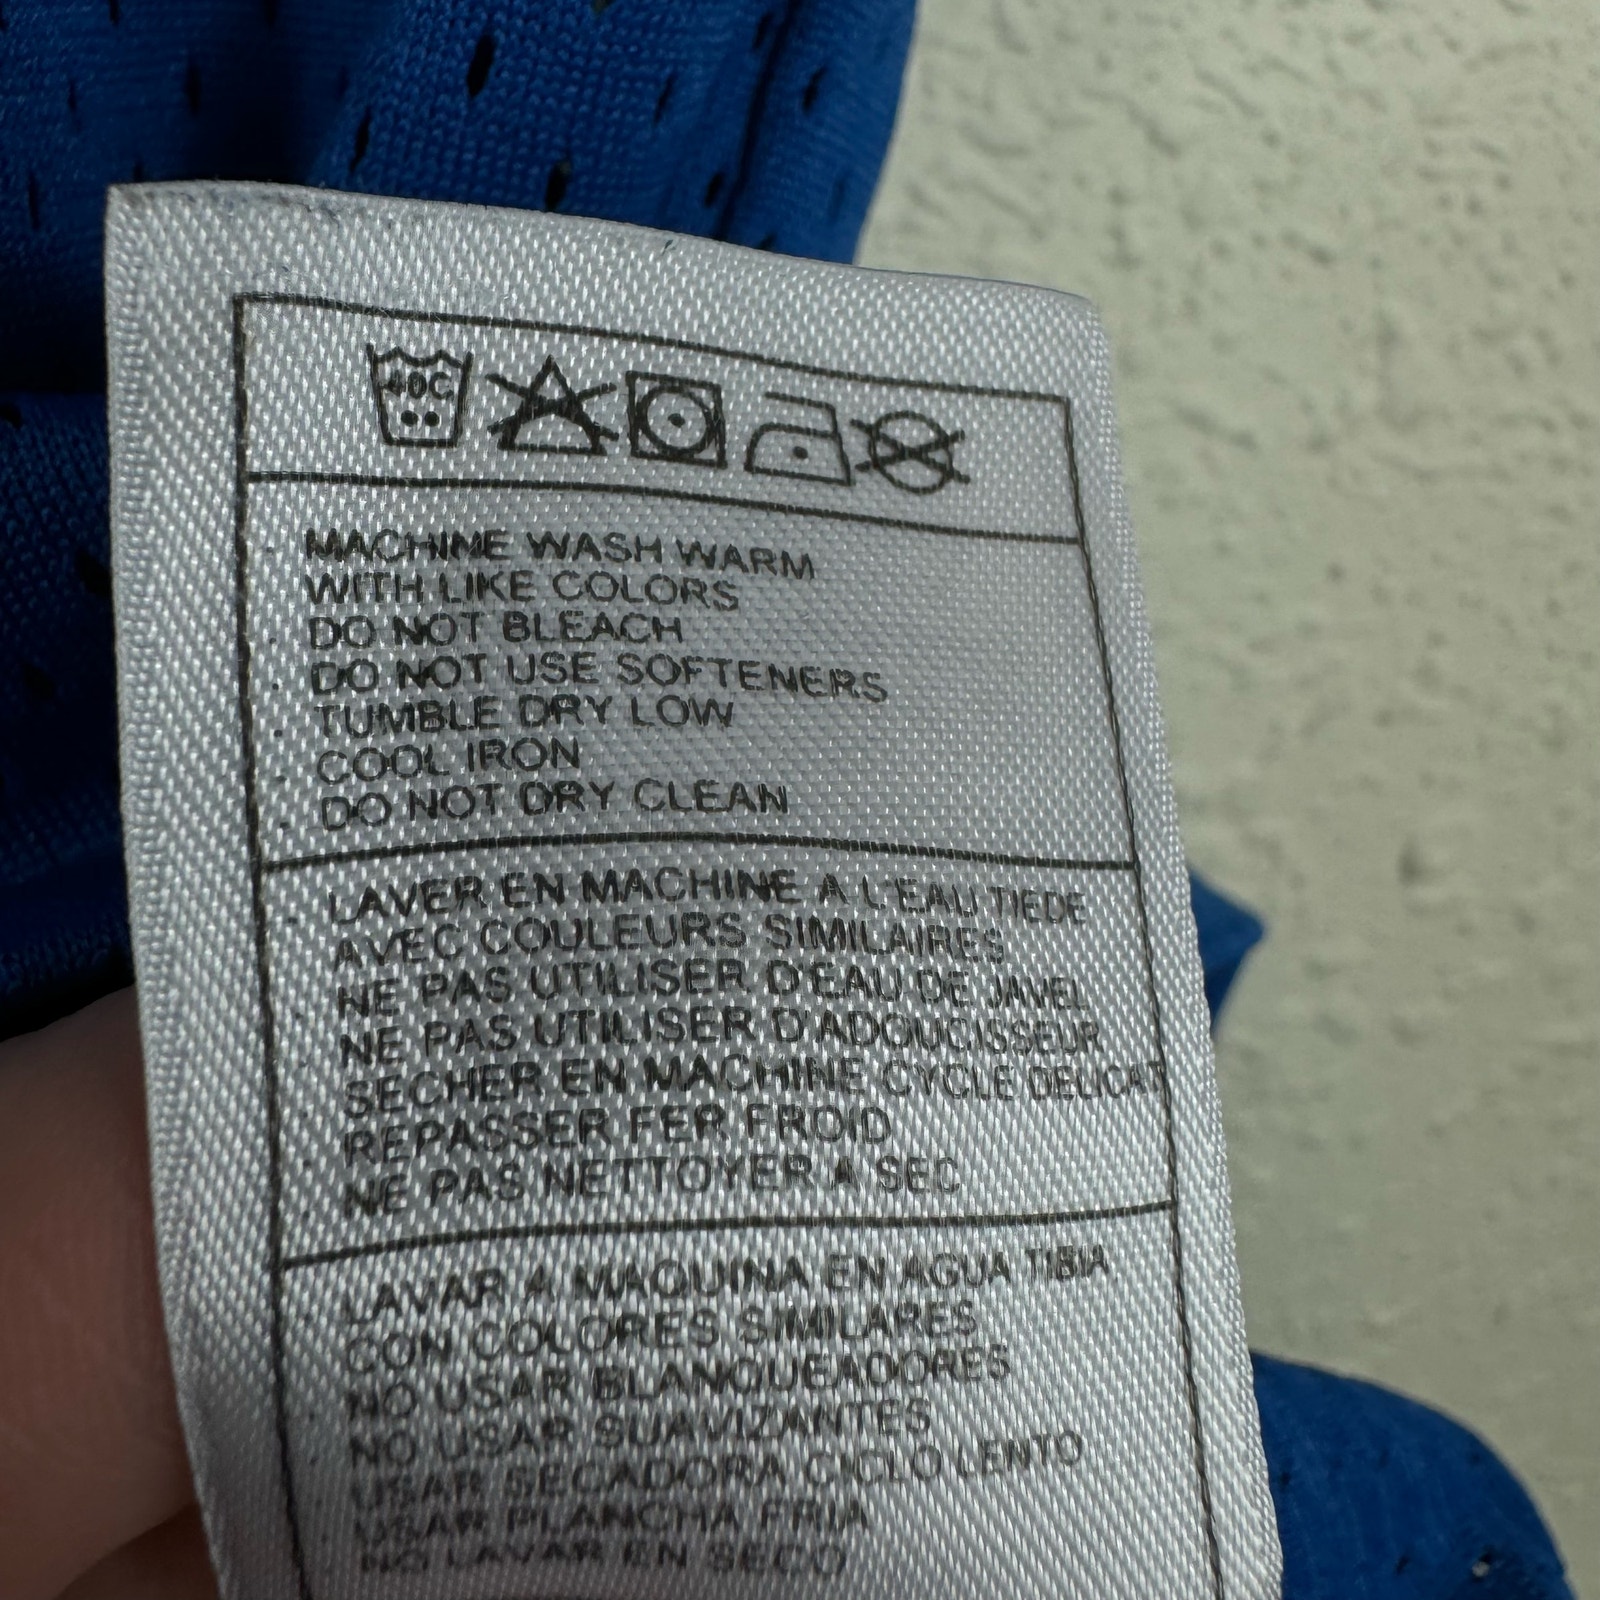 40C
MACHINE WASH WARM
WITH LIKE COLORS
DO NOT BLEACH
DO NOT USE SOFTENERS
TUMBLE DRY LOW
COOL IRON
DO NOT DRY CLEAN
LAVER EN MACHINE A L'EAU TIEDE
AVEC COULEURS SIMILAIRES
NE PAS UTILISER D'EAU DE JAVEL
NE PAS UTILISER D'ADOUCISSEUR
SECHER EN MACHINE CYCLE DELICAT
REPASSER FER FROID
NE PAS NETTOYER A SEC
LAVAR A MAQUINA EN AGUA TIBIA
CON COLORES SIMILARES
NO USAR BLANQUEADORES
NO USAR SUAVIZANTES
USAR SECADORA CICLO LENTO
USAR PLANCHA FRIA
NO LAVAR EN SECO